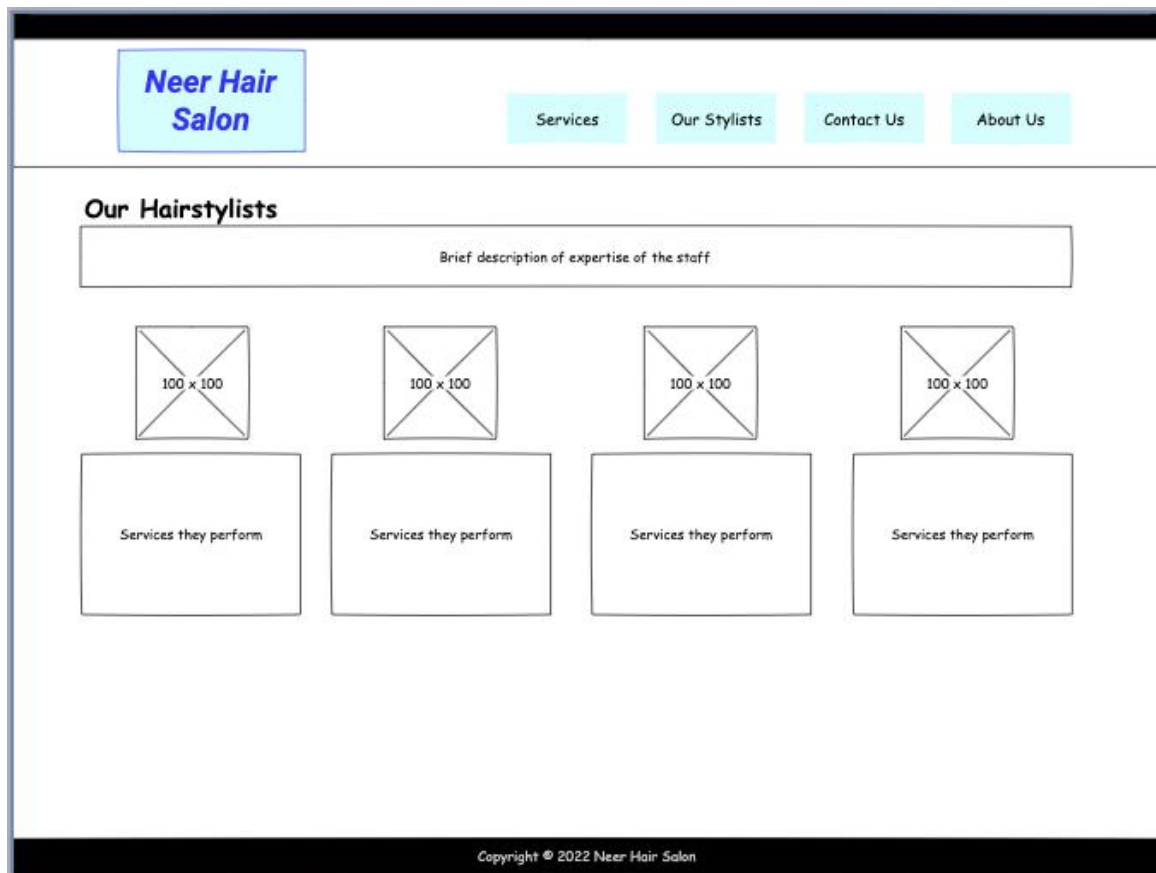 Neer Hair
Salon
Services
Our Stylists
Contact Us
About Us
Our Hairstylists
Brief description of expertise of the staff
100 x 100
100 x 100
100 x 100
100 x 100
Services they perform
Services they perform
Services they perform
Services they perform
Copyright © 2022 Neer Hair Salon